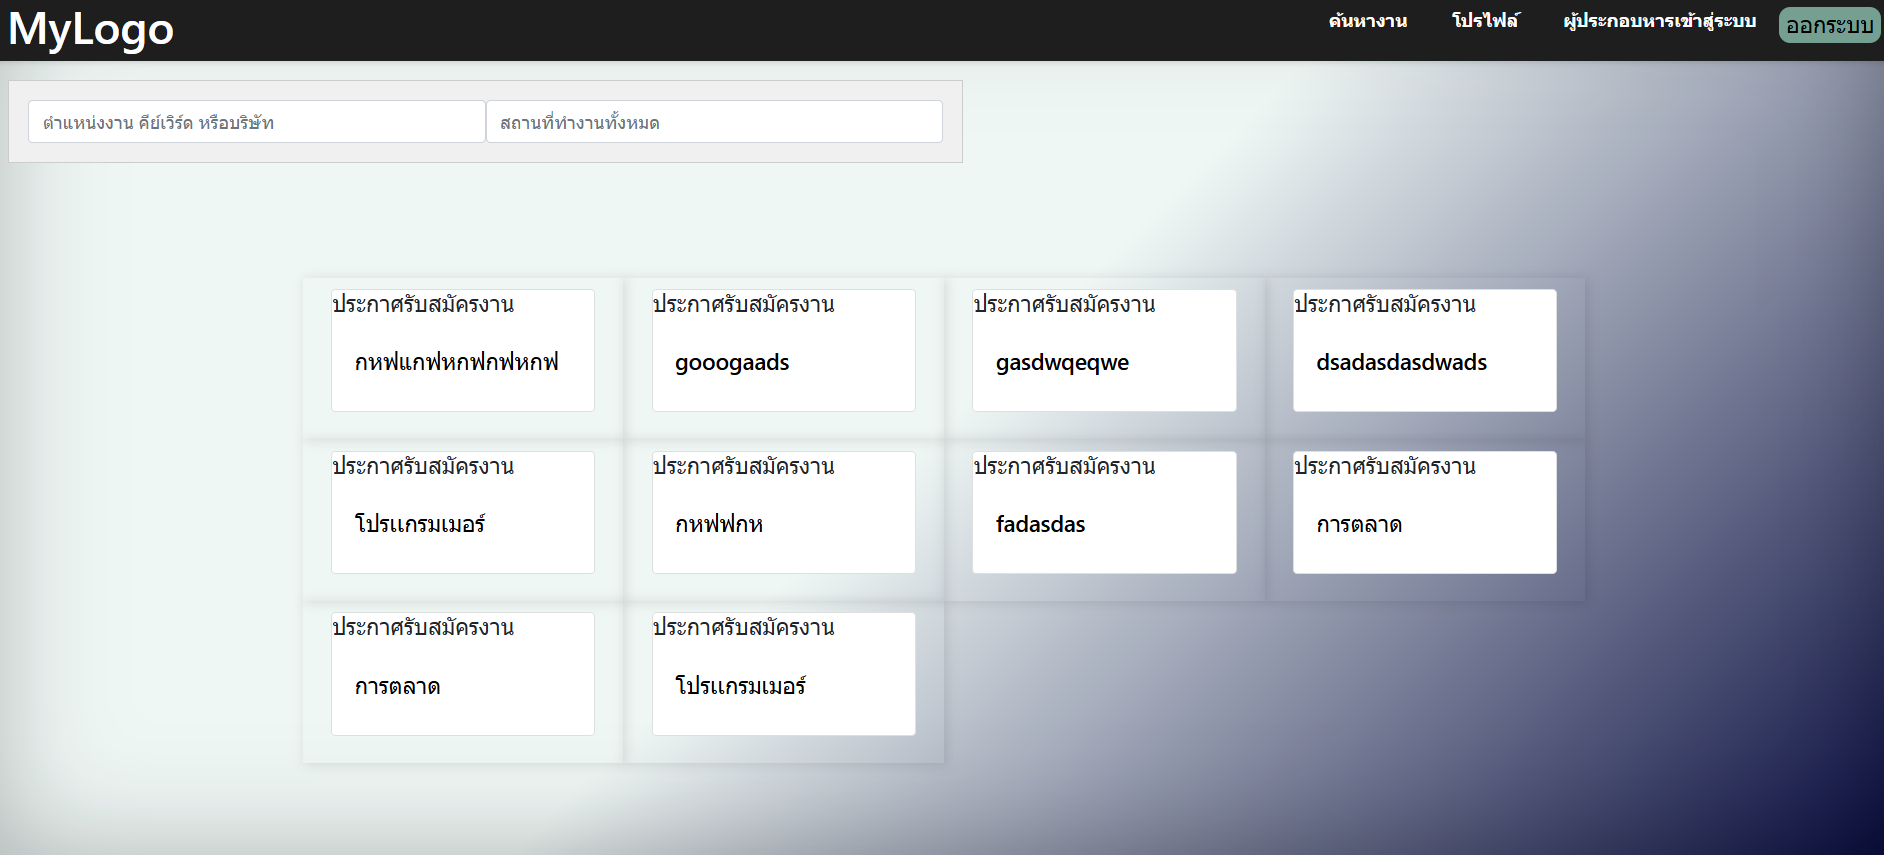 MyLogo
ค้นหางาน โปรไฟล์ ผู้ประกอบหารเข้าสู่ระบบ ออกระบบ
ตำแหน่งงาน คีย์เวิร์ด หรือบริษัท สถานที่ทำงานทั้งหมด
ประกาศรับสมัครงาน ประกาศรับสมัครงาน ประกาศรับสมัครงาน ประกาศรับสมัครงาน
กหฟแกฟหกฟกฟหกฟ gooogaads gasdwqeqwe dsadasdasdwads
ประกาศรับสมัครงาน ประกาศรับสมัครงาน ประกาศรับสมัครงาน ประกาศรับสมัครงาน
โปรแกรมเมอร์ กหฟฟกห fadasdas การตลาด
ประกาศรับสมัครงาน ประกาศรับสมัครงาน
การตลาด โปรแกรมเมอร์